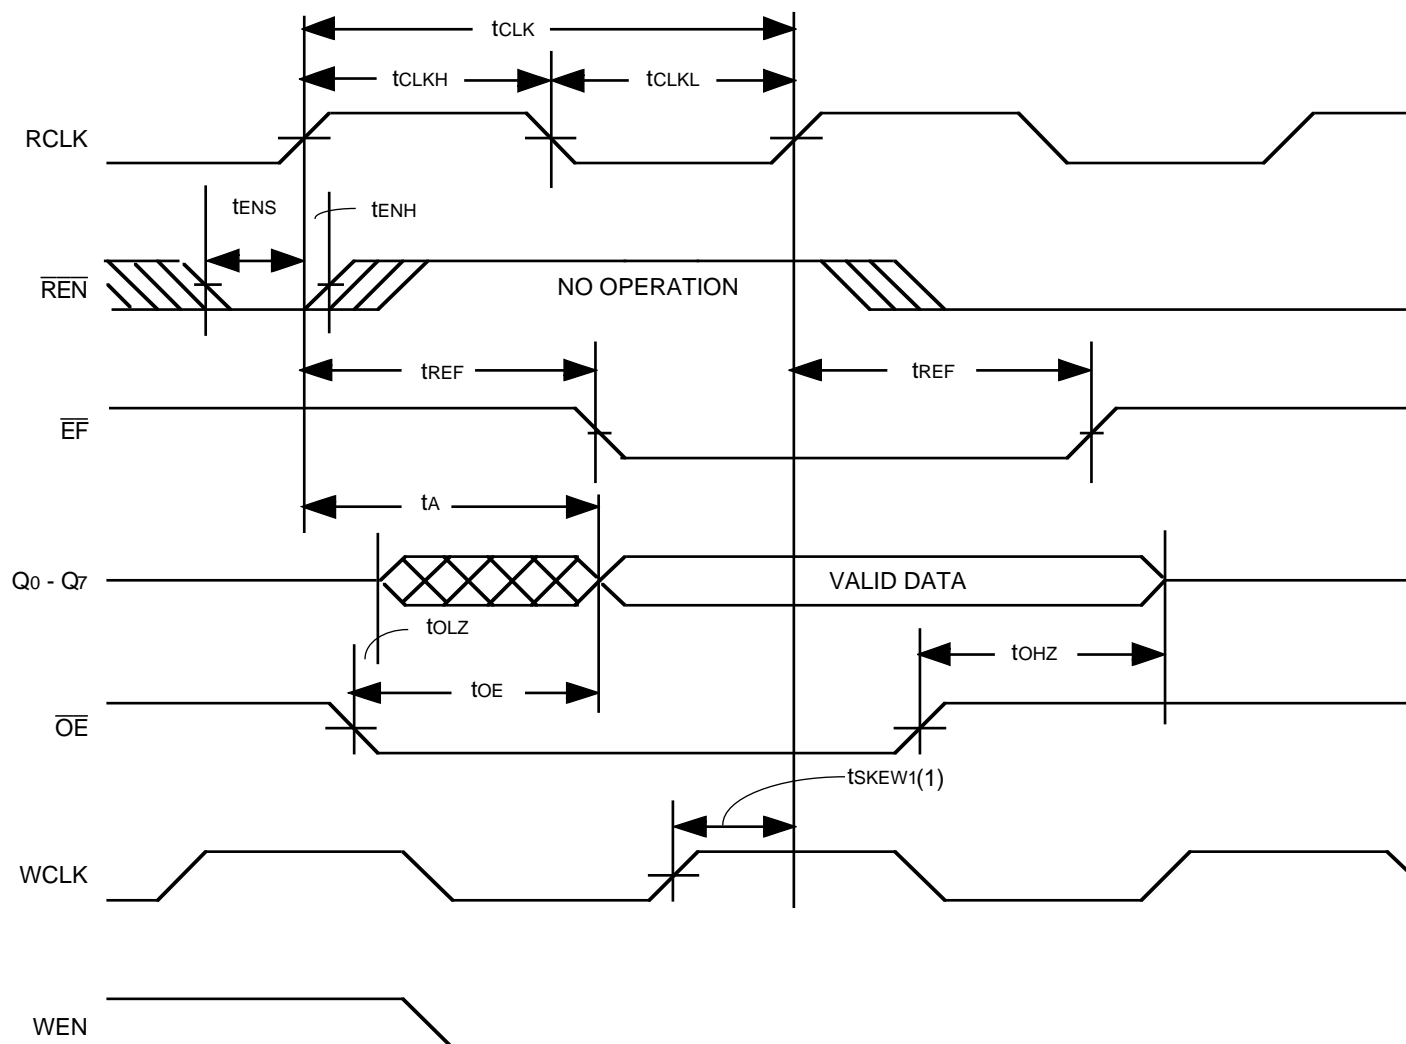 tCLK
tCLKH
tCLKL
RCLK
tENS
tENH
REN
NO OPERATION
tREF
tREF
EF
tA
Q0 - Q7
VALID DATA
tOLZ
tOHZ
tOE
OE
tSKEW1(1)
WCLK
WEN